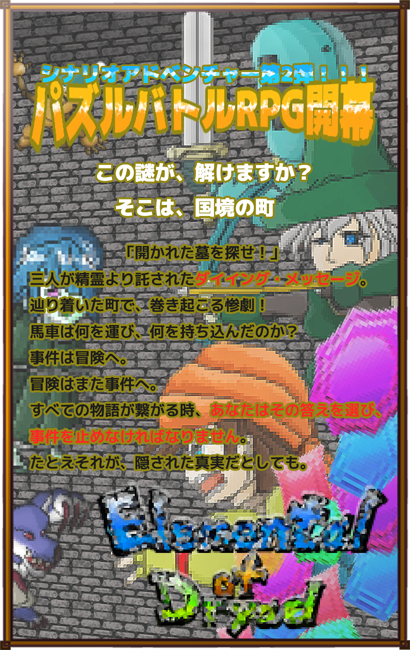 シナリオアドベンチャー第2弾！！！
パズルバトルRPG開幕
この謎が、解けますか？
そこは、国境の町
「開かれた墓を探せ！」
三人が精霊より託されたダイイング・メッセージ。
辿り着いた町で、巻き起こる惨劇！
馬車は何を運び、何を持ち込んだのか？
事件は冒険へ。
冒険はまた事件へ。
すべての物語が繋がる時、あなたはその答えを選び、
事件を止めなければなりません。
たとえそれが、隠された真実だとしても。
Elemental
or
Dryad